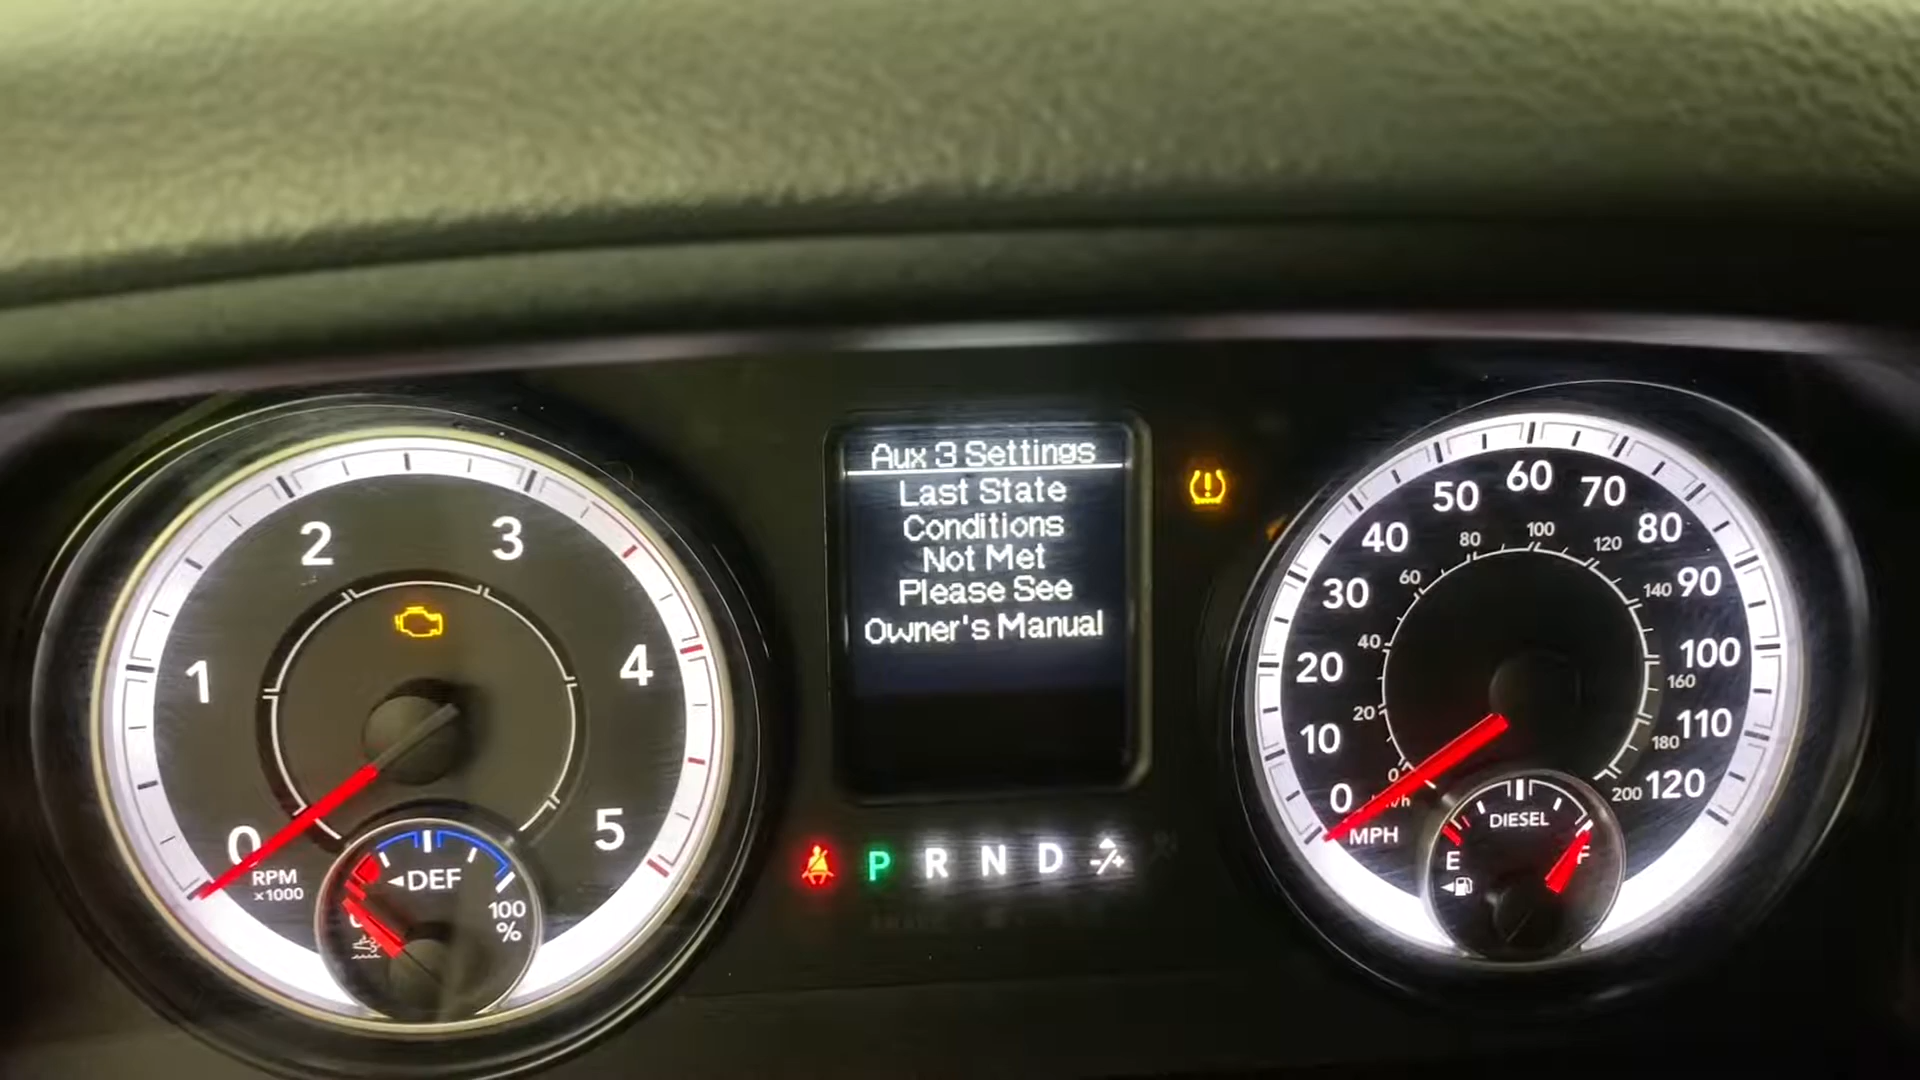 Aux 3 Settings
Last State
Conditions
Not Met
Please See
Owner's Manual
0
1
2
3
4
5
RPM
x1000
DEF
100
%
P R N D
0
10
20
30
40
50
60
70
80
90
100
110
120
MPH
0
20
40
60
80
100
120
140
160
180
200
DIESEL
E
F